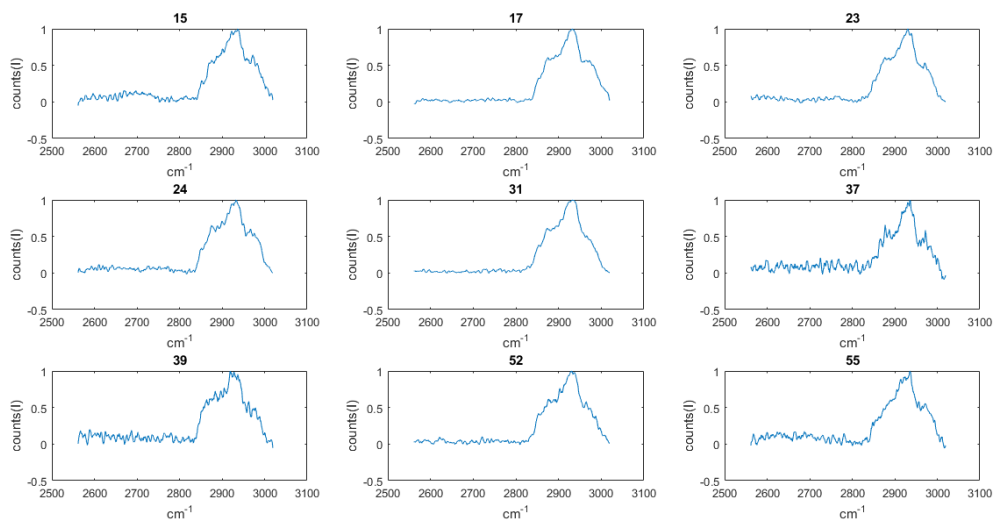 15 17 23
counts(I) 1 0.5 0 -0.5 counts(I) 1 0.5 0 -0.5 counts(I) 1 0.5 0 -0.5
2500 2600 2700 2800 2900 3000 3100 2500 2600 2700 2800 2900 3000 3100 2500 2600 2700 2800 2900 3000 3100
cm-1 cm-1 cm-1
24 31 37
counts(I) 1 0.5 0 -0.5 counts(I) 1 0.5 0 -0.5 counts(I) 1 0.5 0 -0.5
2500 2600 2700 2800 2900 3000 3100 2500 2600 2700 2800 2900 3000 3100 2500 2600 2700 2800 2900 3000 3100
cm-1 cm-1 cm-1
39 52 55
counts(I) 1 0.5 0 -0.5 counts(I) 1 0.5 0 -0.5 counts(I) 1 0.5 0 -0.5
2500 2600 2700 2800 2900 3000 3100 2500 2600 2700 2800 2900 3000 3100 2500 2600 2700 2800 2900 3000 3100
cm-1 cm-1 cm-1